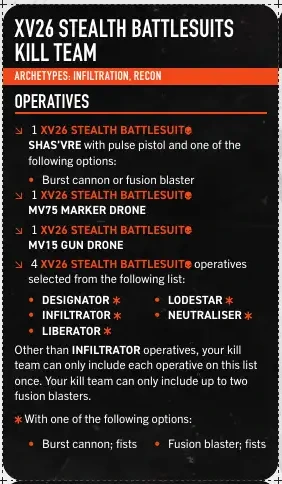 XV26 STEALTH BATTLESUITS
KILL TEAM
ARCHETYPES: INFILTRATION, RECON
OPERATIVES
↘ 1 XV26 STEALTH BATTLESUIT
SHAS'VRE with pulse pistol and one of the
following options:
• Burst cannon or fusion blaster
↘ 1 XV26 STEALTH BATTLESUIT
MV75 MARKER DRONE
↘ 1 XV26 STEALTH BATTLESUIT
MV15 GUN DRONE
↘ 4 XV26 STEALTH BATTLESUIT operatives
selected from the following list:
• DESIGNATOR * • LODESTAR *
• INFILTRATOR * • NEUTRALISER *
• LIBERATOR *
Other than INFILTRATOR operatives, your kill
team can only include each operative on this list
once. Your kill team can only include up to two
fusion blasters.
* With one of the following options:
• Burst cannon; fists • Fusion blaster; fists